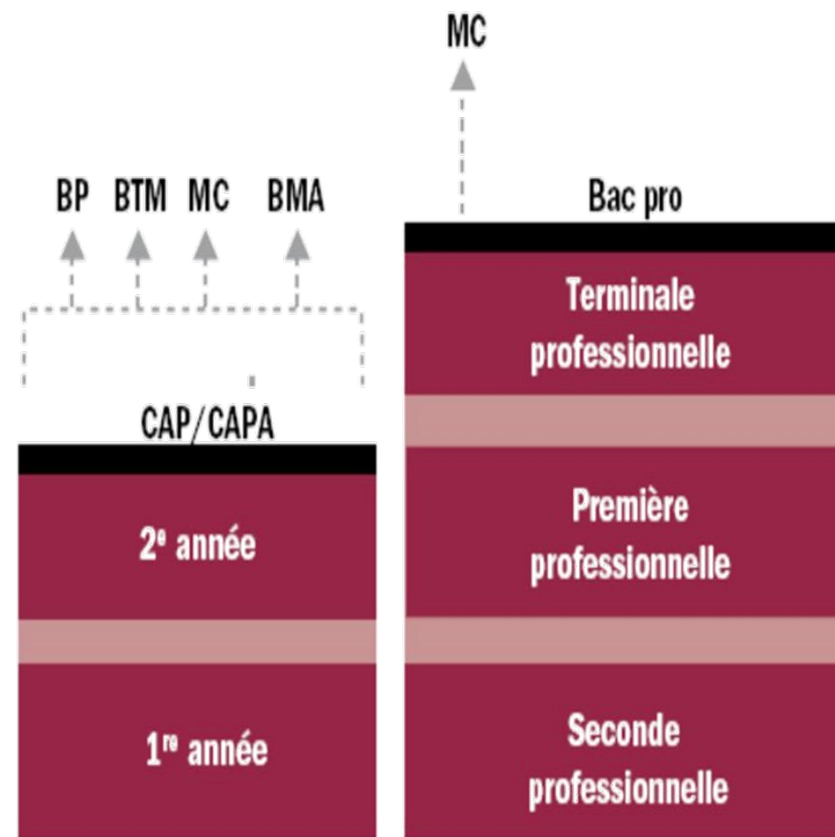 MC
BP BTM MC BMA
CAP/CAPA
2e année
1re année
Bac pro
Terminale
professionnelle
Première
professionnelle
Seconde
professionnelle